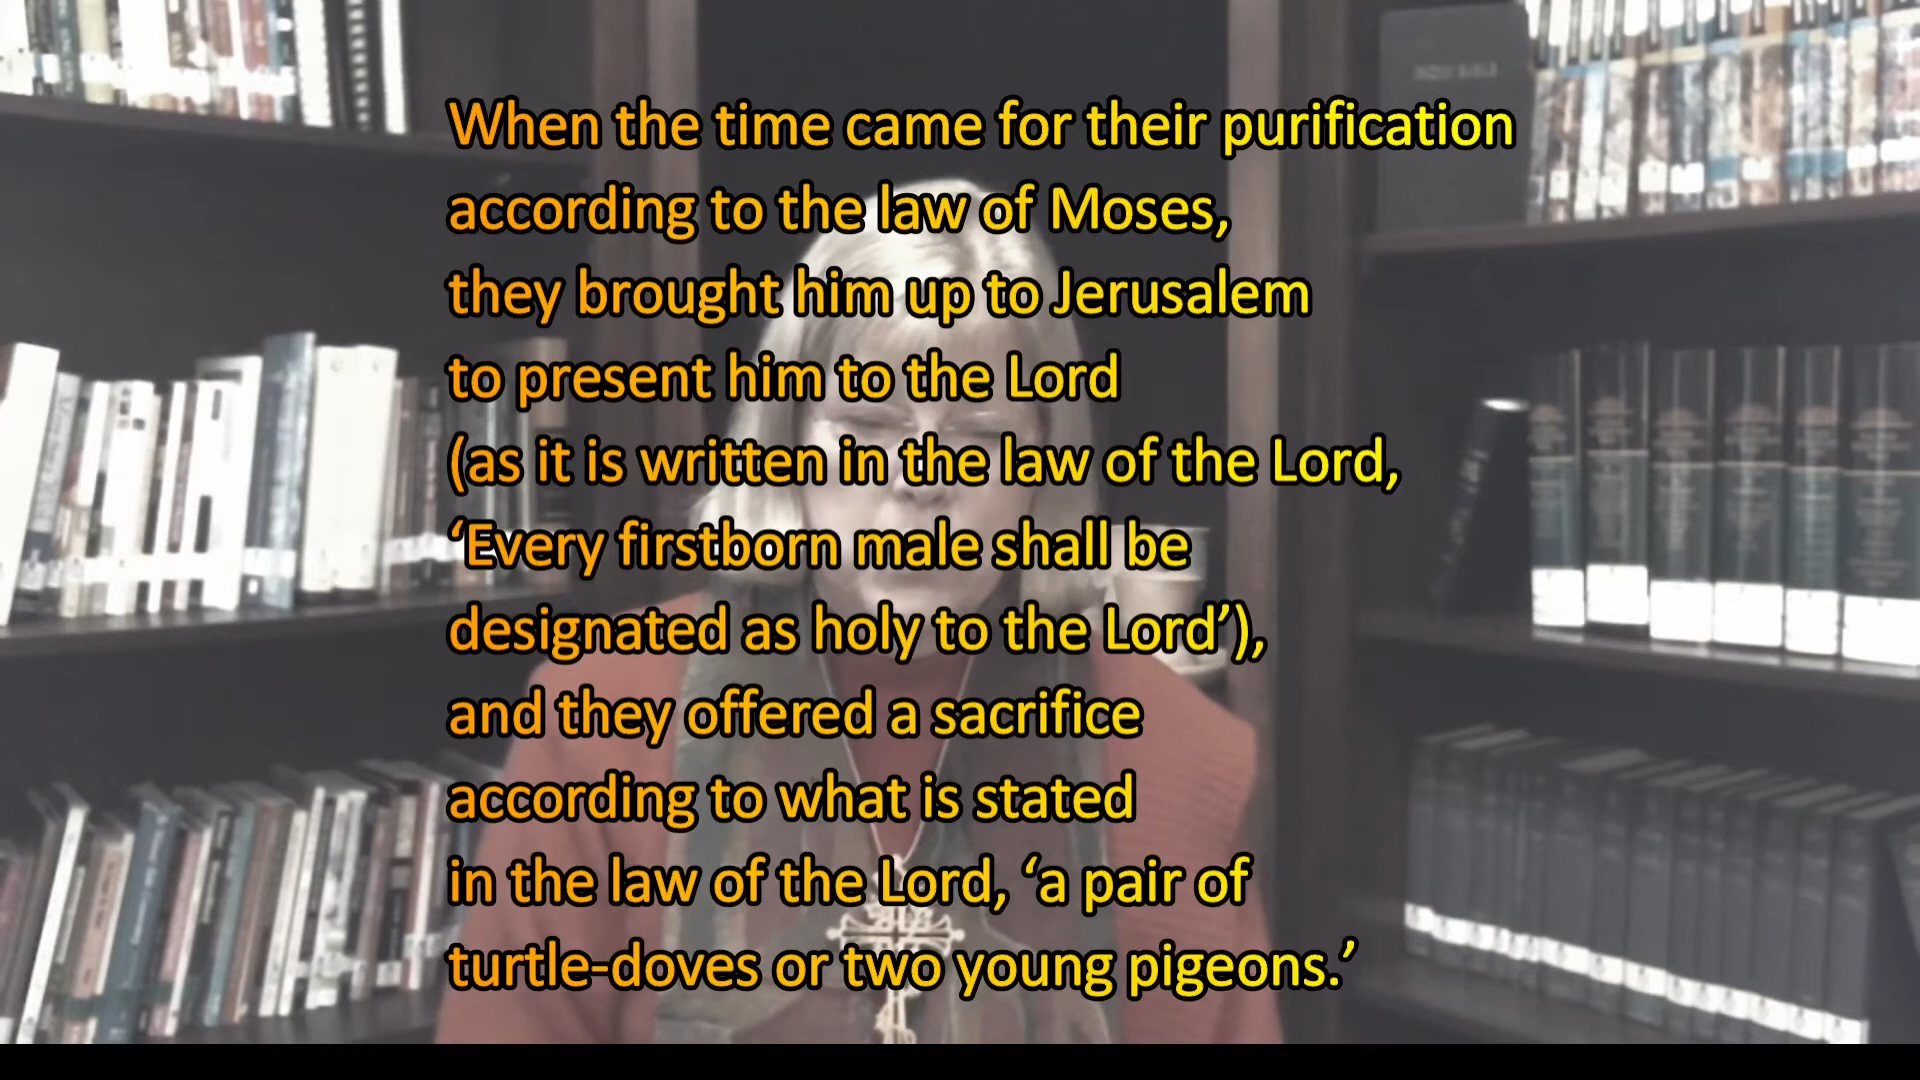 When the time came for their purification
according to the law of Moses,
they brought him up to Jerusalem
to present him to the Lord
(as it is written in the law of the Lord,
‘Every firstborn male shall be
designated as holy to the Lord’),
and they offered a sacrifice
according to what is stated
in the law of the Lord, ‘a pair of
turtle-doves or two young pigeons.’
HOLY BIBLE